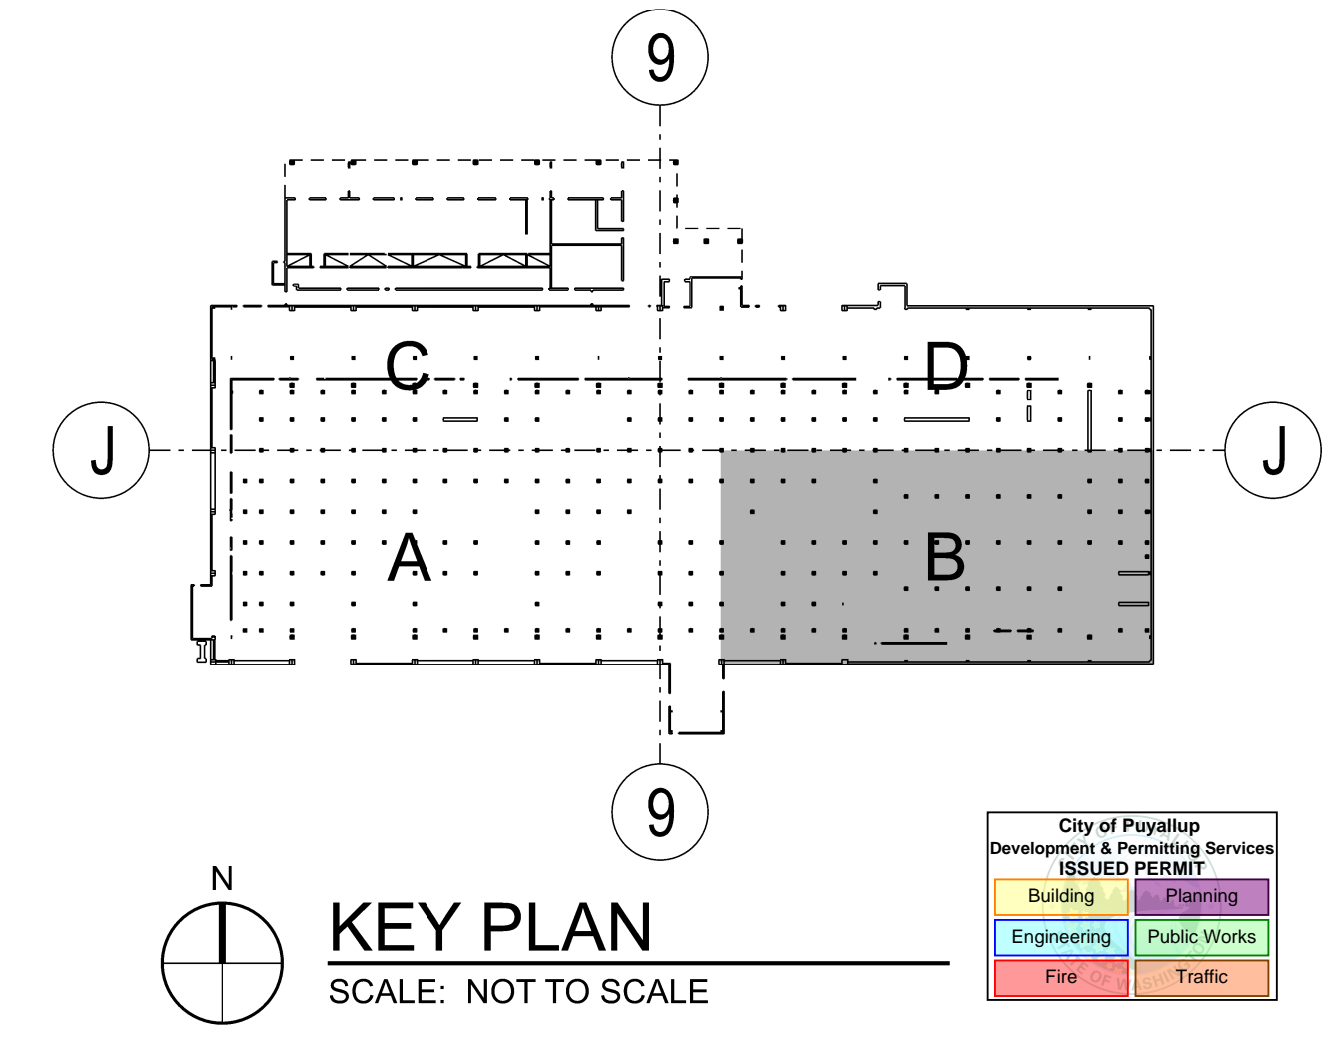 9
C
D
J
J
A
B
9
N
KEY PLAN
SCALE: NOT TO SCALE
City of Puyallup
Development & Permitting Services
ISSUED PERMIT
Building
Planning
Engineering
Public Works
Fire
Traffic